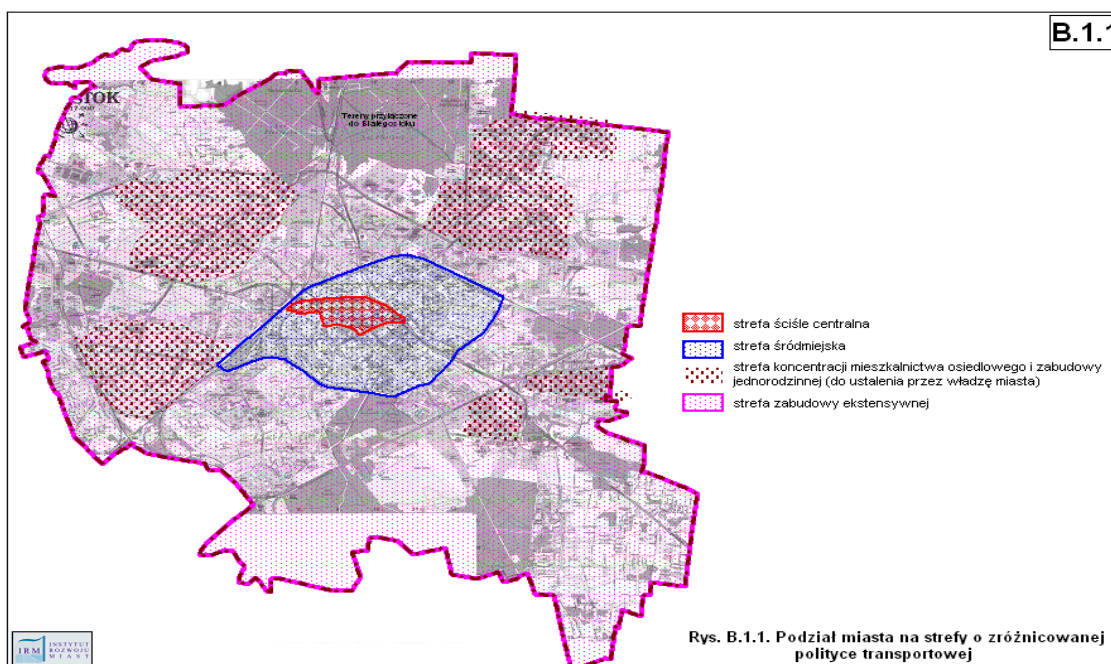 B.1.1
STOK
Tereny przyłączone
do Białegostoku
strefa ściśle centralna
strefa śródmiejska
strefa koncentracji mieszkalnictwa osiedlowego i zabudowy
jednorodzinnej (do ustalenia przez władzę miasta)
strefa zabudowy ekstensywnej
IRM
INSTYTUT
ROZWOJU
MIAST
Rys. B.1.1. Podział miasta na strefy o zróżnicowanej
polityce transportowej